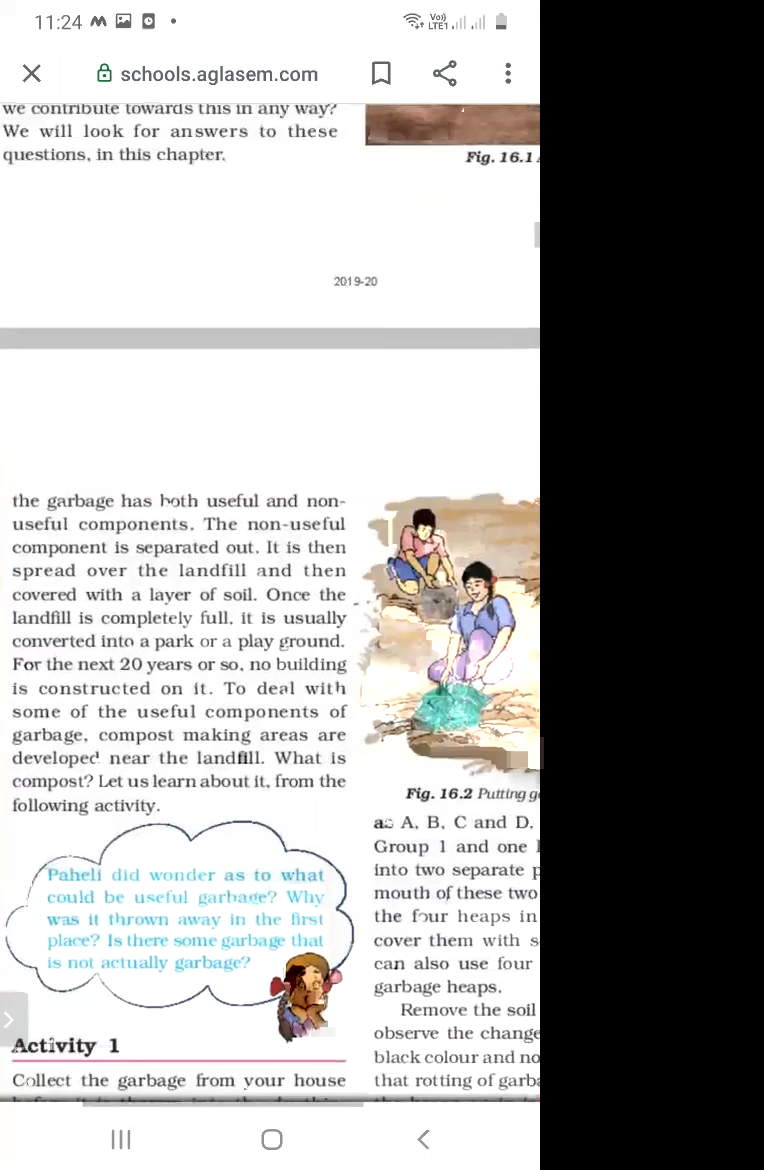 11:24
Vo)
LTE1
schools.aglasem.com
we contribute towards this in any way?
We will look for answers to these
questions, in this chapter.
Fig. 16.1
2019-20
the garbage has both useful and non-
useful components. The non-useful
component is separated out. It is then
spread over the landfill and then
covered with a layer of soil. Once the
landfill is completely full, it is usually
converted into a park or a play ground.
For the next 20 years or so, no building
is constructed on it. To deal with
some of the useful components of
garbage, compost making areas are
developed near the landfill. What is
compost? Let us learn about it, from the
following activity.
Paheli did wonder as to what
could be useful garbage? Why
was it thrown away in the first
place? Is there some garbage that
is not actually garbage?
Activity 1
Collect the garbage from your house
Fig. 16.2 Putting
as A, B, C and D.
Group 1 and one
into two separate
mouth of these two
the four heaps in
cover them with
can also use four
garbage heaps.
Remove the soil
observe the change
black colour and no
that rotting of